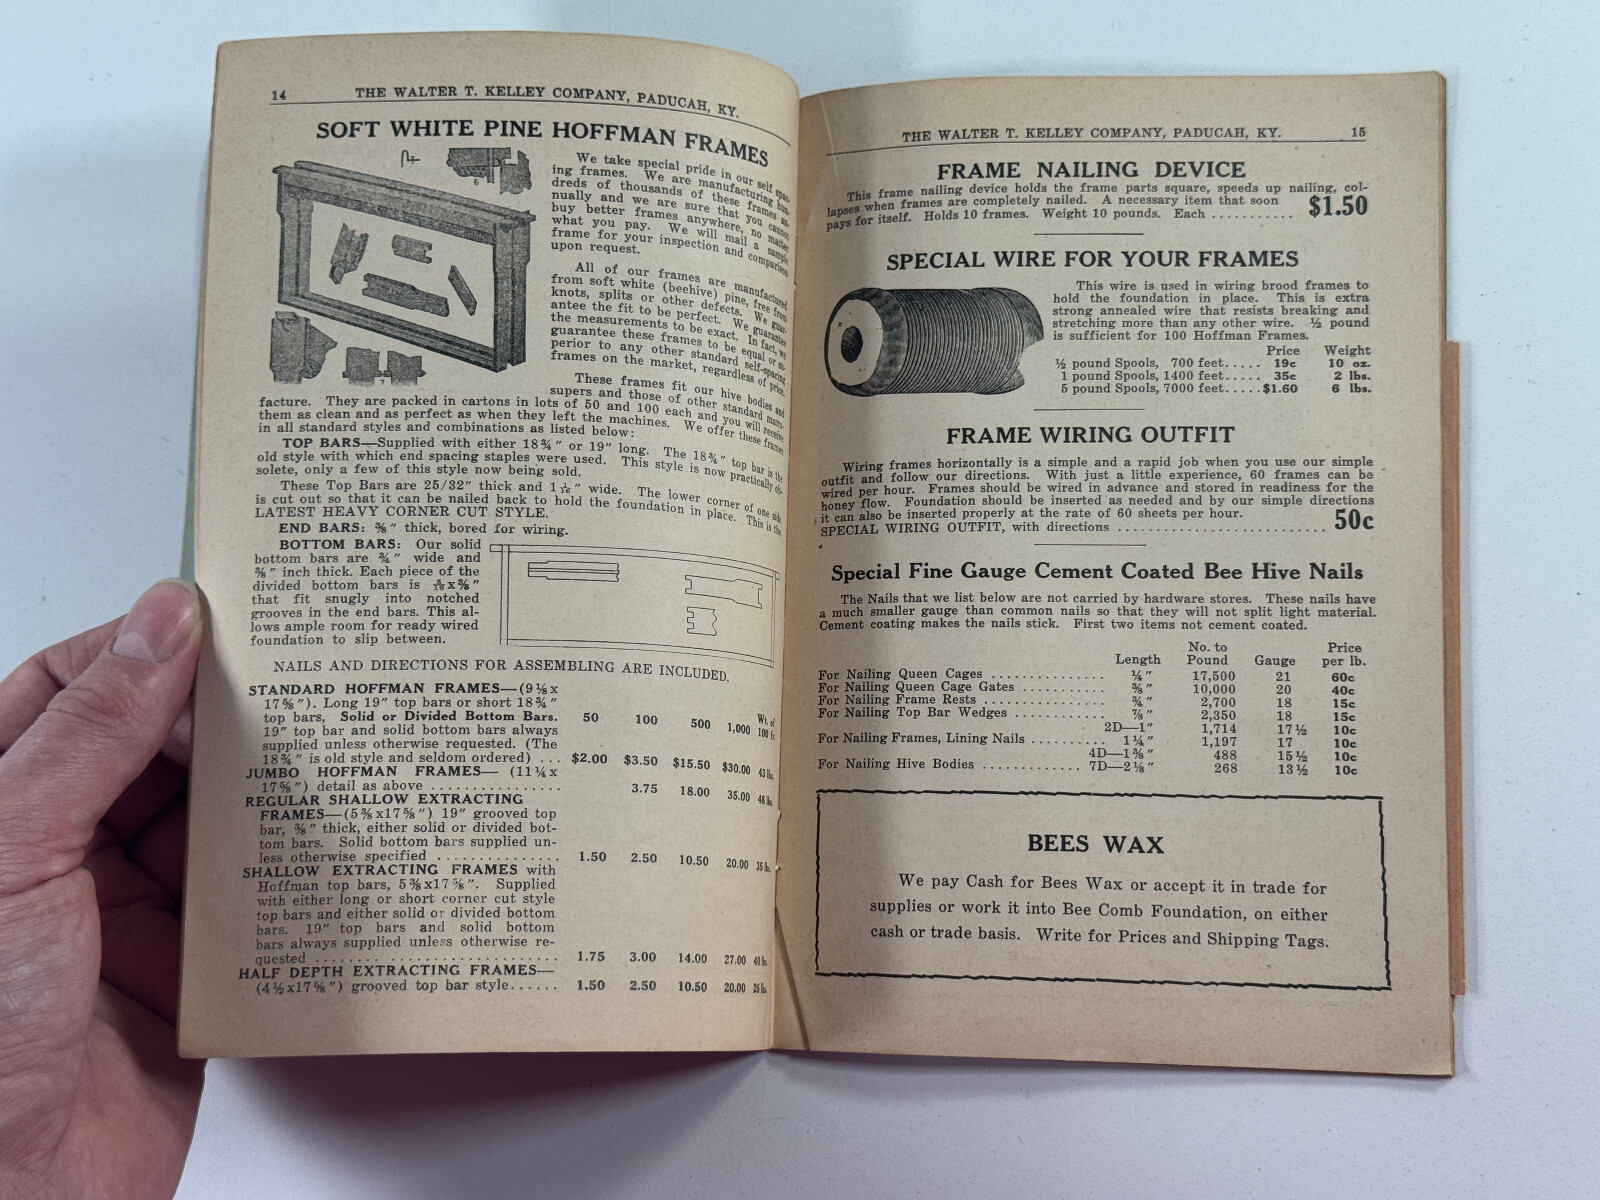 14 THE WALTER T. KELLEY COMPANY, PADUCAH, KY.
SOFT WHITE PINE HOFFMAN FRAMES
We take special pride in our self spac-
ing frames. We are manufacturing hun-
dreds of thousands of these frames an-
nually and we are sure that you cannot
buy better frames anywhere, no matter
what you pay. We will mail a sample
frame for your inspection and comparison
upon request.
All of our frames are manufactured
from soft white (beehive) pine, free from
knots, splits or other defects. We guar-
antee the fit to be perfect. We guarantee
the measurements to be exact. In fact, we
guarantee these frames to be equal or su-
perior to any other standard self-spacing
frames on the market, regardless of price.
These frames fit our hive bodies and
supers and those of other standard manu-
facture. They are packed in cartons in lots of 50 and 100 each and you will receive
them as clean and as perfect as when they left the machines. We offer these frames
in all standard styles and combinations as listed below:
TOP BARS—Supplied with either 18¾" or 19" long. The 18¾" top bar is the
old style with which end spacing staples were used. This style is now practically ob-
solete, only a few of this style now being sold.
These Top Bars are 25/32" thick and 1 1/16" wide. The lower corner of one side
is cut out so that it can be nailed back to hold the foundation in place. This is the
LATEST HEAVY CORNER CUT STYLE.
END BARS: ⅜" thick, bored for wiring.
BOTTOM BARS: Our solid
bottom bars are ¾" wide and
⅜" inch thick. Each piece of the
divided bottom bars is x⅜"
that fit snugly into notched
grooves in the end bars. This al-
lows ample room for ready wired
foundation to slip between.
NAILS AND DIRECTIONS FOR ASSEMBLING ARE INCLUDED.
STANDARD HOFFMAN FRAMES—(9⅛x
17⅝"). Long 19" top bars or short 18¾"
top bars, Solid or Divided Bottom Bars. 50 100 500 1,000 Wt. of 100 fr.
19" top bar and solid bottom bars always
supplied unless otherwise requested. (The
18¾" is old style and seldom ordered) ... $2.00 $3.50 $15.50 $30.00 43 lbs.
JUMBO HOFFMAN FRAMES— (11¼x
17⅝") detail as above ................ 3.75 18.00 35.00 46 lbs.
REGULAR SHALLOW EXTRACTING
FRAMES—(5⅜x17⅝") 19" grooved top
bar, ⅜" thick, either solid or divided bot-
tom bars. Solid bottom bars supplied un-
less otherwise specified ............... 1.50 2.50 10.50 20.00 35 lbs.
SHALLOW EXTRACTING FRAMES with
Hoffman top bars, 5⅜x17⅝". Supplied
with either long or short corner cut style
top bars and either solid or divided bottom
bars. 19" top bars and solid bottom
bars always supplied unless otherwise re-
quested ............................. 1.75 3.00 14.00 27.00 40 lbs.
HALF DEPTH EXTRACTING FRAMES—
(4½x17⅝") grooved top bar style...... 1.50 2.50 10.50 20.00 25 lbs.
THE WALTER T. KELLEY COMPANY, PADUCAH, KY. 15
FRAME NAILING DEVICE
This frame nailing device holds the frame parts square, speeds up nailing, col-
lapses when frames are completely nailed. A necessary item that soon
pays for itself. Holds 10 frames. Weight 10 pounds. Each ........... $1.50
SPECIAL WIRE FOR YOUR FRAMES
This wire is used in wiring brood frames to
hold the foundation in place. This is extra
strong annealed wire that resists breaking and
stretching more than any other wire. ½ pound
is sufficient for 100 Hoffman Frames.
Price Weight
½ pound Spools, 700 feet..... 19c 10 oz.
1 pound Spools, 1400 feet..... 35c 2 lbs.
5 pound Spools, 7000 feet.....$1.60 6 lbs.
FRAME WIRING OUTFIT
Wiring frames horizontally is a simple and a rapid job when you use our simple
outfit and follow our directions. With just a little experience, 60 frames can be
wired per hour. Frames should be wired in advance and stored in readiness for the
honey flow. Foundation should be inserted as needed and by our simple directions
it can also be inserted properly at the rate of 60 sheets per hour.
SPECIAL WIRING OUTFIT, with directions ............................ 50c
Special Fine Gauge Cement Coated Bee Hive Nails
The Nails that we list below are not carried by hardware stores. These nails have
a much smaller gauge than common nails so that they will not split light material.
Cement coating makes the nails stick. First two items not cement coated.
Length No. to Pound Gauge Price per lb.
For Nailing Queen Cages ............... ¼" 17,500 21 60c
For Nailing Queen Cage Gates ........... ⅜" 10,000 20 40c
For Nailing Frame Rests ................ ¾" 2,700 18 15c
For Nailing Top Bar Wedges ............ ⅞" 2,350 18 15c
2D—1" 1,714 17½ 10c
For Nailing Frames, Lining Nails .......... 1¼" 1,197 17 10c
4D—1⅜" 488 15½ 10c
For Nailing Hive Bodies ............. 7D—2⅛" 268 13½ 10c
BEES WAX
We pay Cash for Bees Wax or accept it in trade for
supplies or work it into Bee Comb Foundation, on either
cash or trade basis. Write for Prices and Shipping Tags.